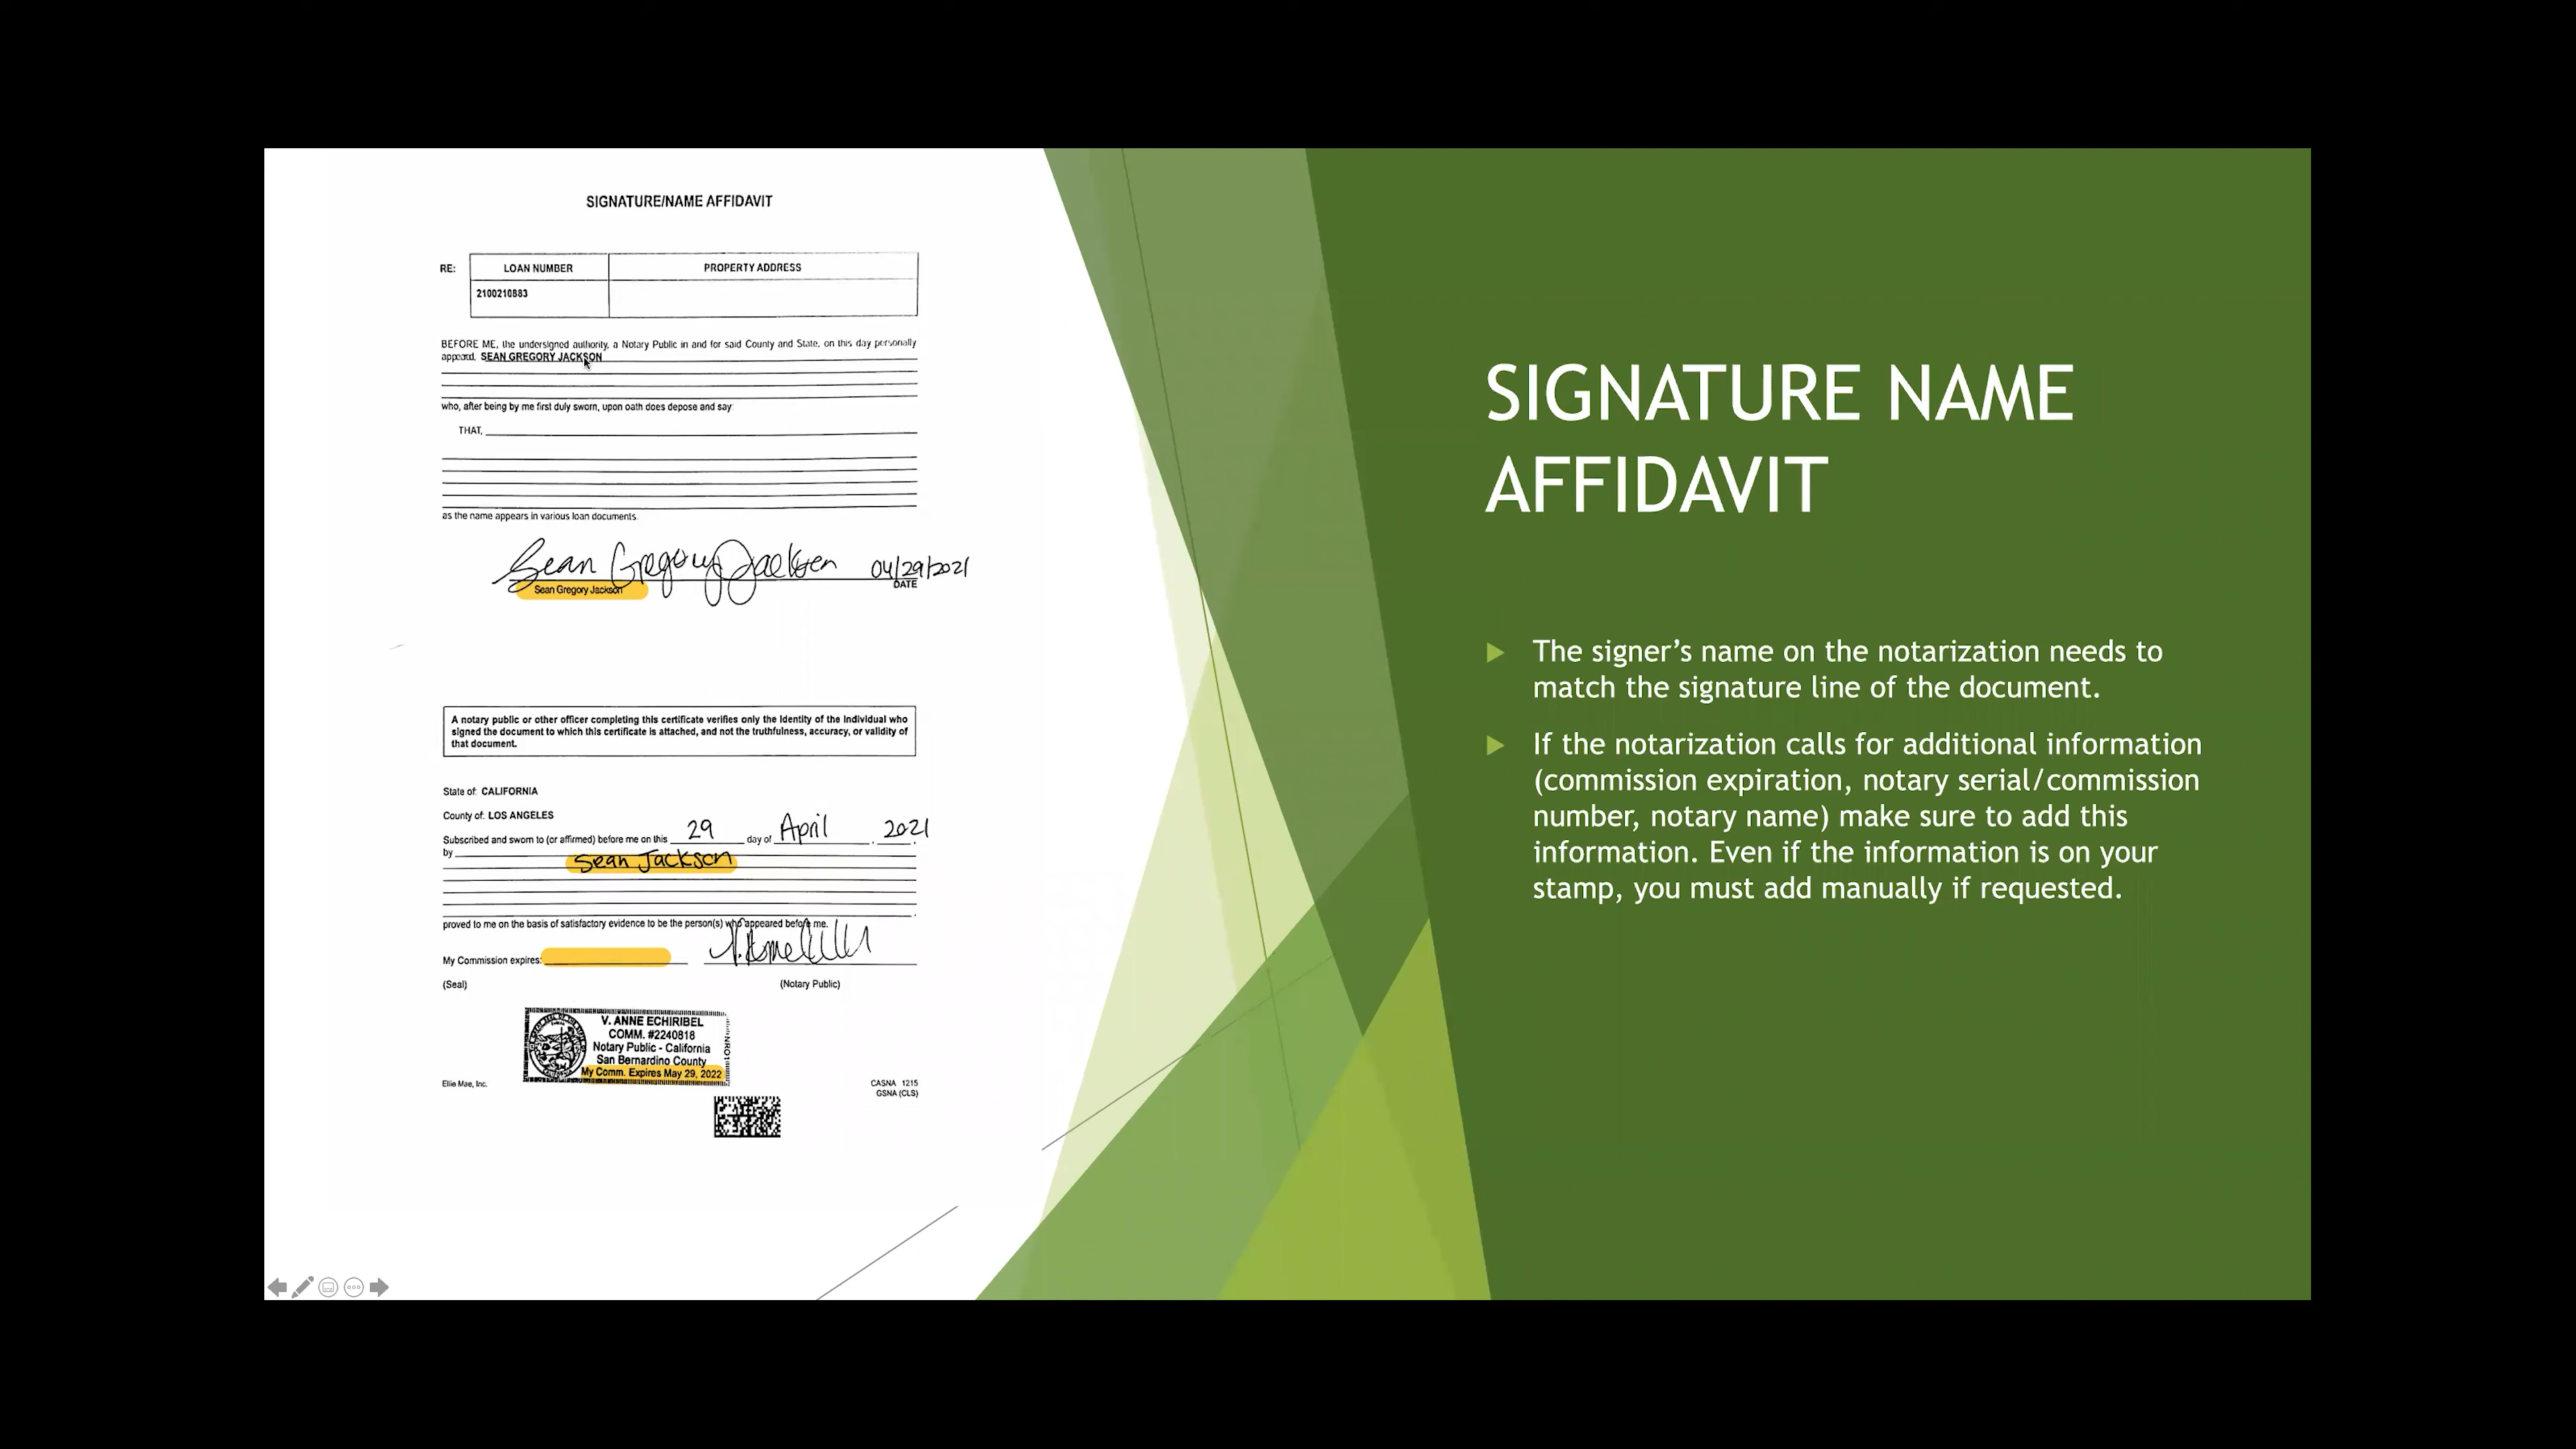 SIGNATURE/NAME AFFIDAVIT
RE:
LOAN NUMBER
PROPERTY ADDRESS
2100210883
BEFORE ME, the undersigned authority, a Notary Public in and for said County and State, on this day personally
appeared, SEAN GREGORY JACKSON
who, after being by me first duly sworn, upon oath does depose and say
THAT,
as the name appears in various loan documents.
Sean Gregory Jackson 04/29/2021
Sean Gregory Jackson
DATE
A notary public or other officer completing this certificate verifies only the identity of the individual who
signed the document to which this certificate is attached, and not the truthfulness, accuracy, or validity of
that document.
State of: CALIFORNIA
County of: LOS ANGELES
Subscribed and sworn to (or affirmed) before me on this 29 day of April, 2021,
by Sean Jackson
proved to me on the basis of satisfactory evidence to be the person(s) who appeared before me.
My Commission expires:
(Seal)
(Notary Public)
V. ANNE ECHIRIBEL
COMM. #2240818
Notary Public - California
San Bernardino County
My Comm. Expires May 29, 2022
Ellie Mae, Inc.
CASNA 1215
GSNA (CLS)
SIGNATURE NAME
AFFIDAVIT
The signer’s name on the notarization needs to
match the signature line of the document.
If the notarization calls for additional information
(commission expiration, notary serial/commission
number, notary name) make sure to add this
information. Even if the information is on your
stamp, you must add manually if requested.